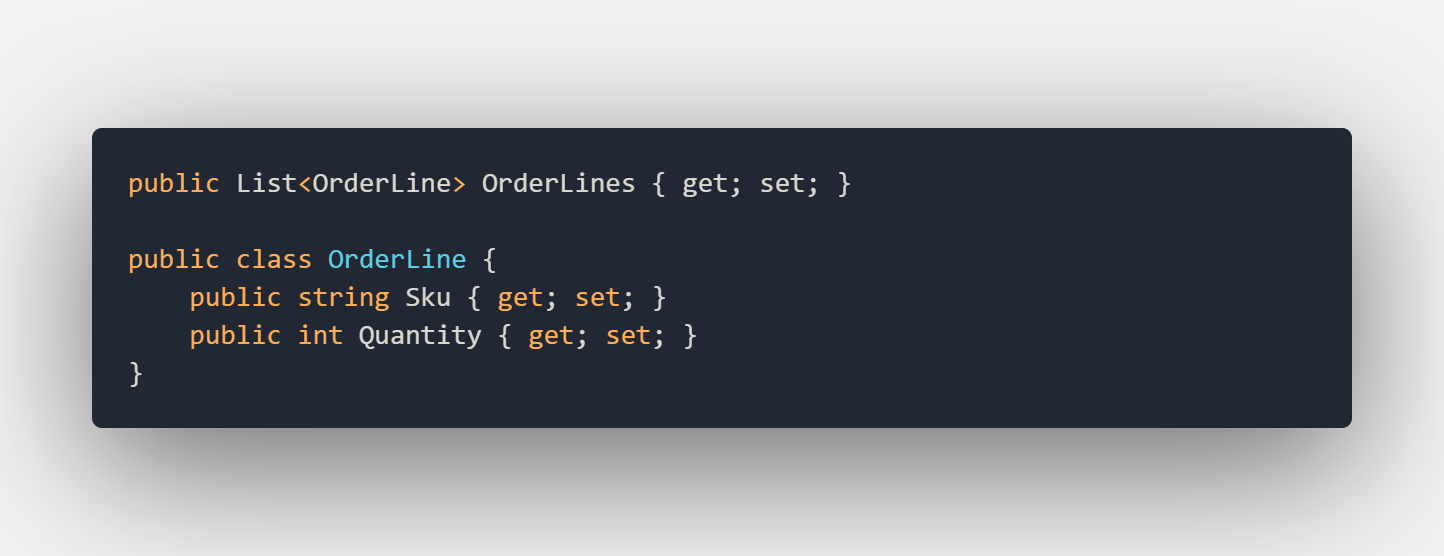 public List<OrderLine> OrderLines { get; set; }
public class OrderLine {
    public string Sku { get; set; }
    public int Quantity { get; set; }
}